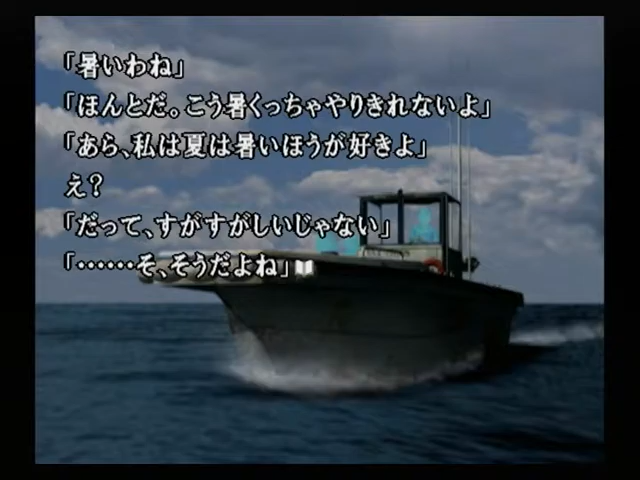 「暑いわね」
「ほんとだ。こう暑くっちゃやりきれないよ」
「あら、私は夏は暑いほうが好きよ」
え?
「だって、すがすがしいじゃない」
「……そ、そうだよね」